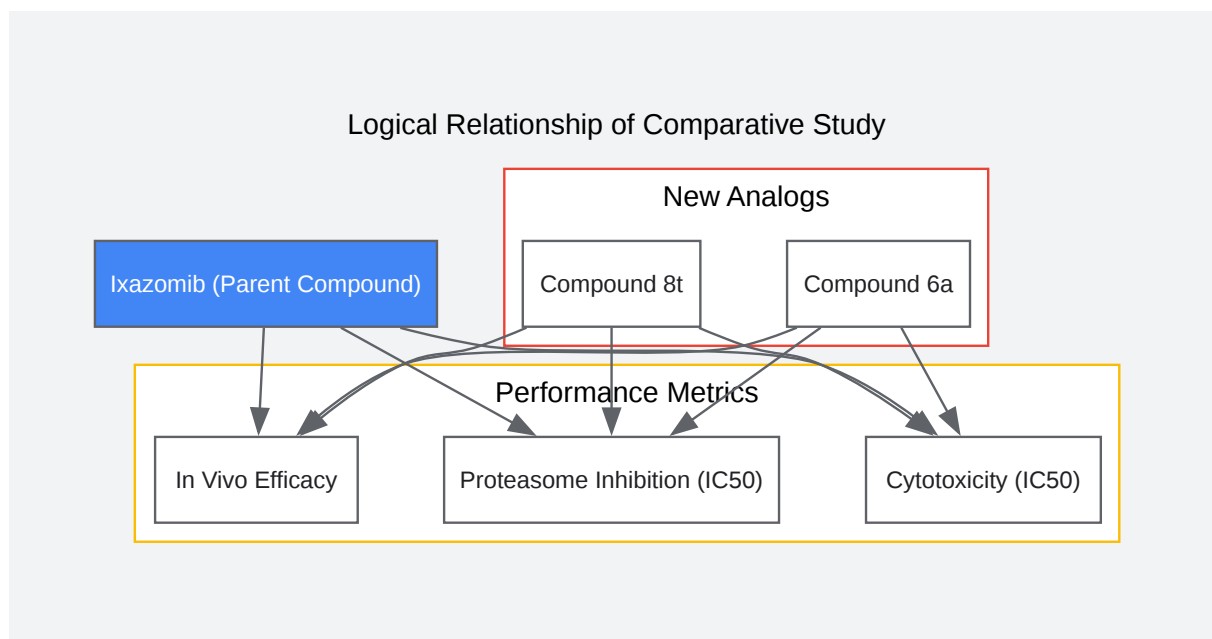 Logical Relationship of Comparative Study
New Analogs
Ixazomib (Parent Compound)
Compound 8t
Compound 6a
Performance Metrics
In Vivo Efficacy
Proteasome Inhibition (IC50)
Cytotoxicity (IC50)